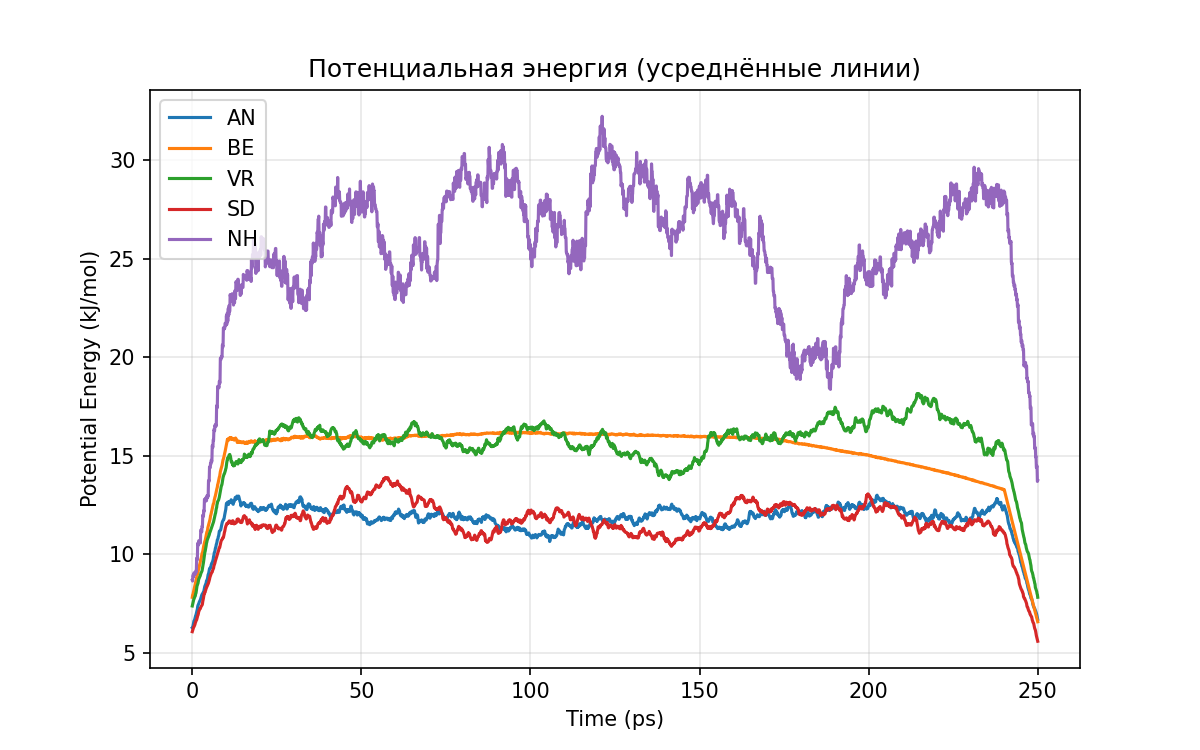 Потенциальная энергия (усреднённые линии)
AN
BE
VR
SD
NH
Potential Energy (kJ/mol)
30
25
20
15
10
5
0 50 100 150 200 250
Time (ps)